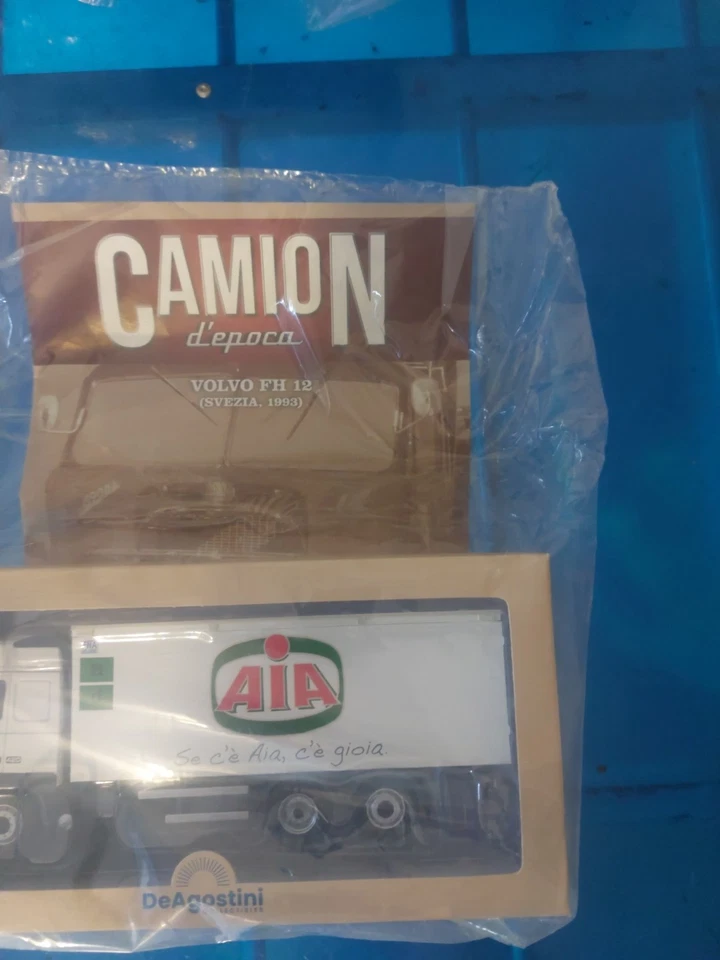 CAMION
d'epoca
VOLVO FH 12
(SVEZIA, 1993)
AIA
Se c'è Aia, c'è gioia.
DeAgostini